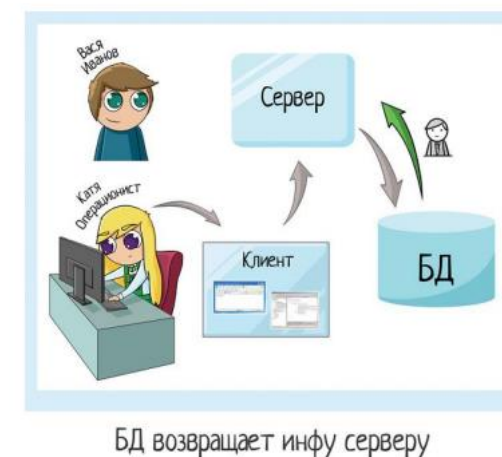 Вася
Иванов
Сервер
Катя
Операционист
Клиент
БД
БД возвращает инфу серверу